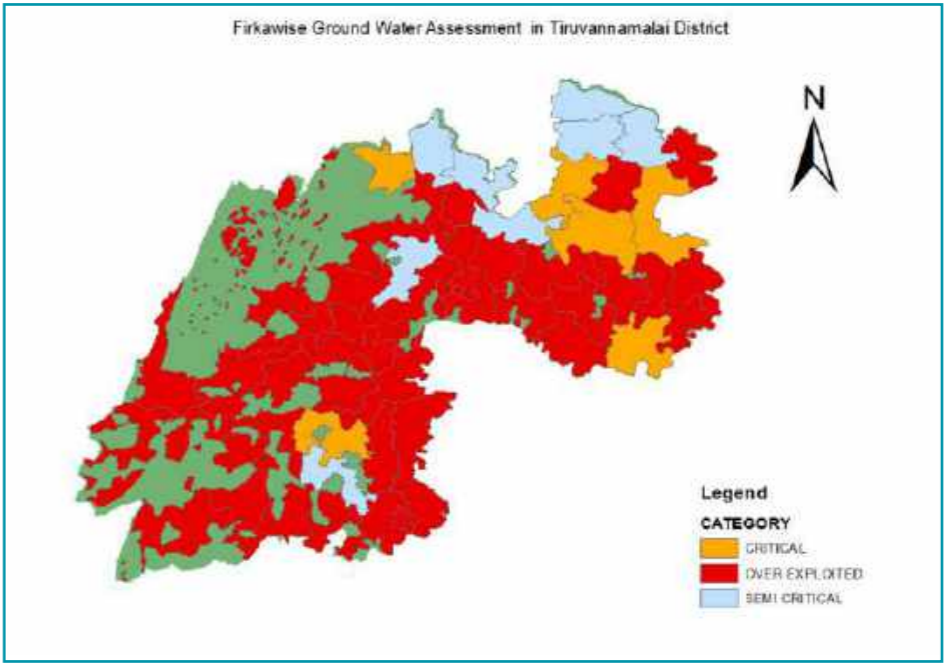 Firkawise Ground Water Assessment in Tiruvannamalai District
N
Legend
CATEGORY
CRITICAL
OVER EXPLOITED
SEMI CRITICAL